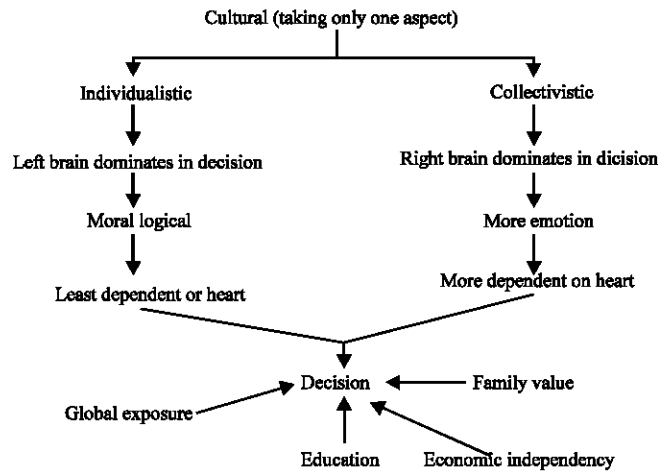 Cultural (taking only one aspect)
Individualistic
Collectivistic
Left brain dominates in decision
Right brain dominates in dicision
Moral logical
More emotion
Least dependent or heart
More dependent on heart
Decision
Family value
Global exposure
Education
Economic independency